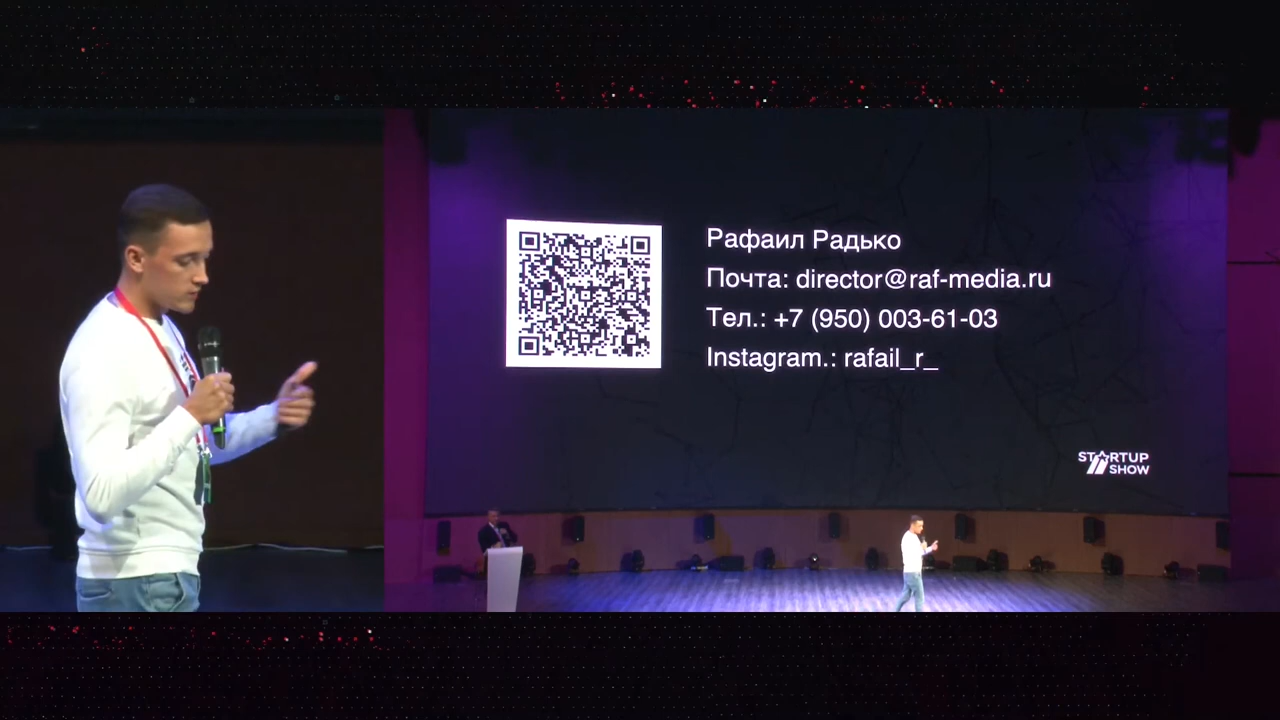 Рафаил Радько
Почта: director@raf-media.ru
Тел.: +7 (950) 003-61-03
Instagram.: rafail_r_
STARTUP
SHOW